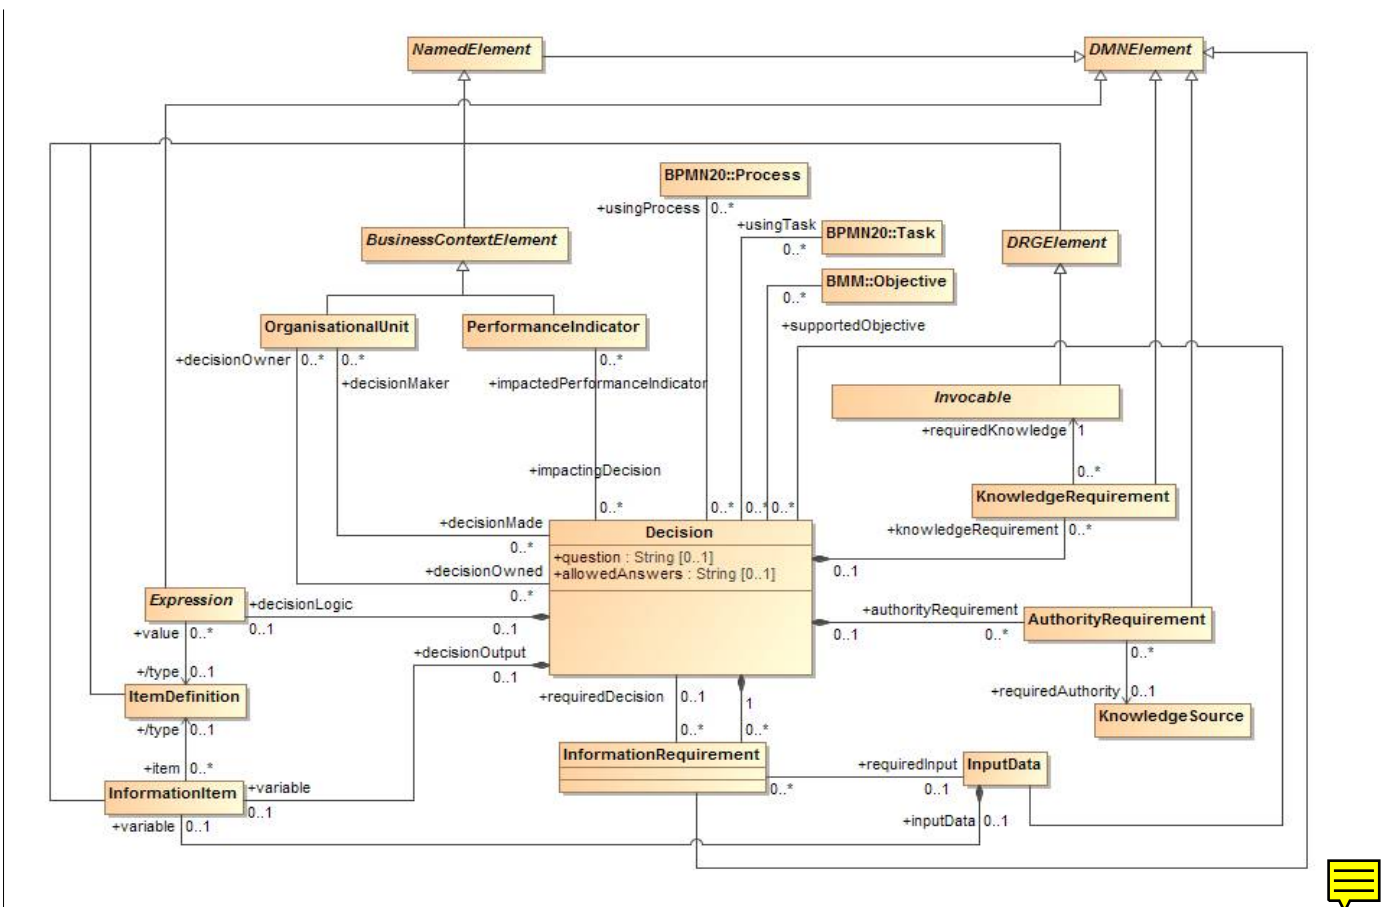 NamedElement
DMNElement
BPMN20::Process
+usingProcess 0..*
+usingTask
BPMN20::Task
0..*
BusinessContextElement
DRGElement
BMM::Objective
0..*
+supportedObjective
OrganisationalUnit
PerformanceIndicator
+decisionOwner 0..* 0..*
0..*
+decisionMaker
+impactedPerformanceIndicator
Invocable
+requiredKnowledge 1
+impactingDecision
0..*
KnowledgeRequirement
0..* 0..* 0..* 0..*
+decisionMade
0..*
+knowledgeRequirement 0..*
Decision
+question : String [0..1]
+allowedAnswers : String [0..1]
0..1
+decisionOwned
0..*
Expression
+decisionLogic
0..1
0..1
+authorityRequirement
0..1
0..*
AuthorityRequirement
+value 0..*
+decisionOutput
0..1
0..*
+/type 0..1
+requiredDecision 0..1
1
+requiredAuthority 0..1
ItemDefinition
KnowledgeSource
+/type 0..1
0..* 0..*
InformationRequirement
+item 0..*
+requiredInput
InputData
0..*
0..1
InformationItem
+variable
0..1
+variable 0..1
+inputData 0..1